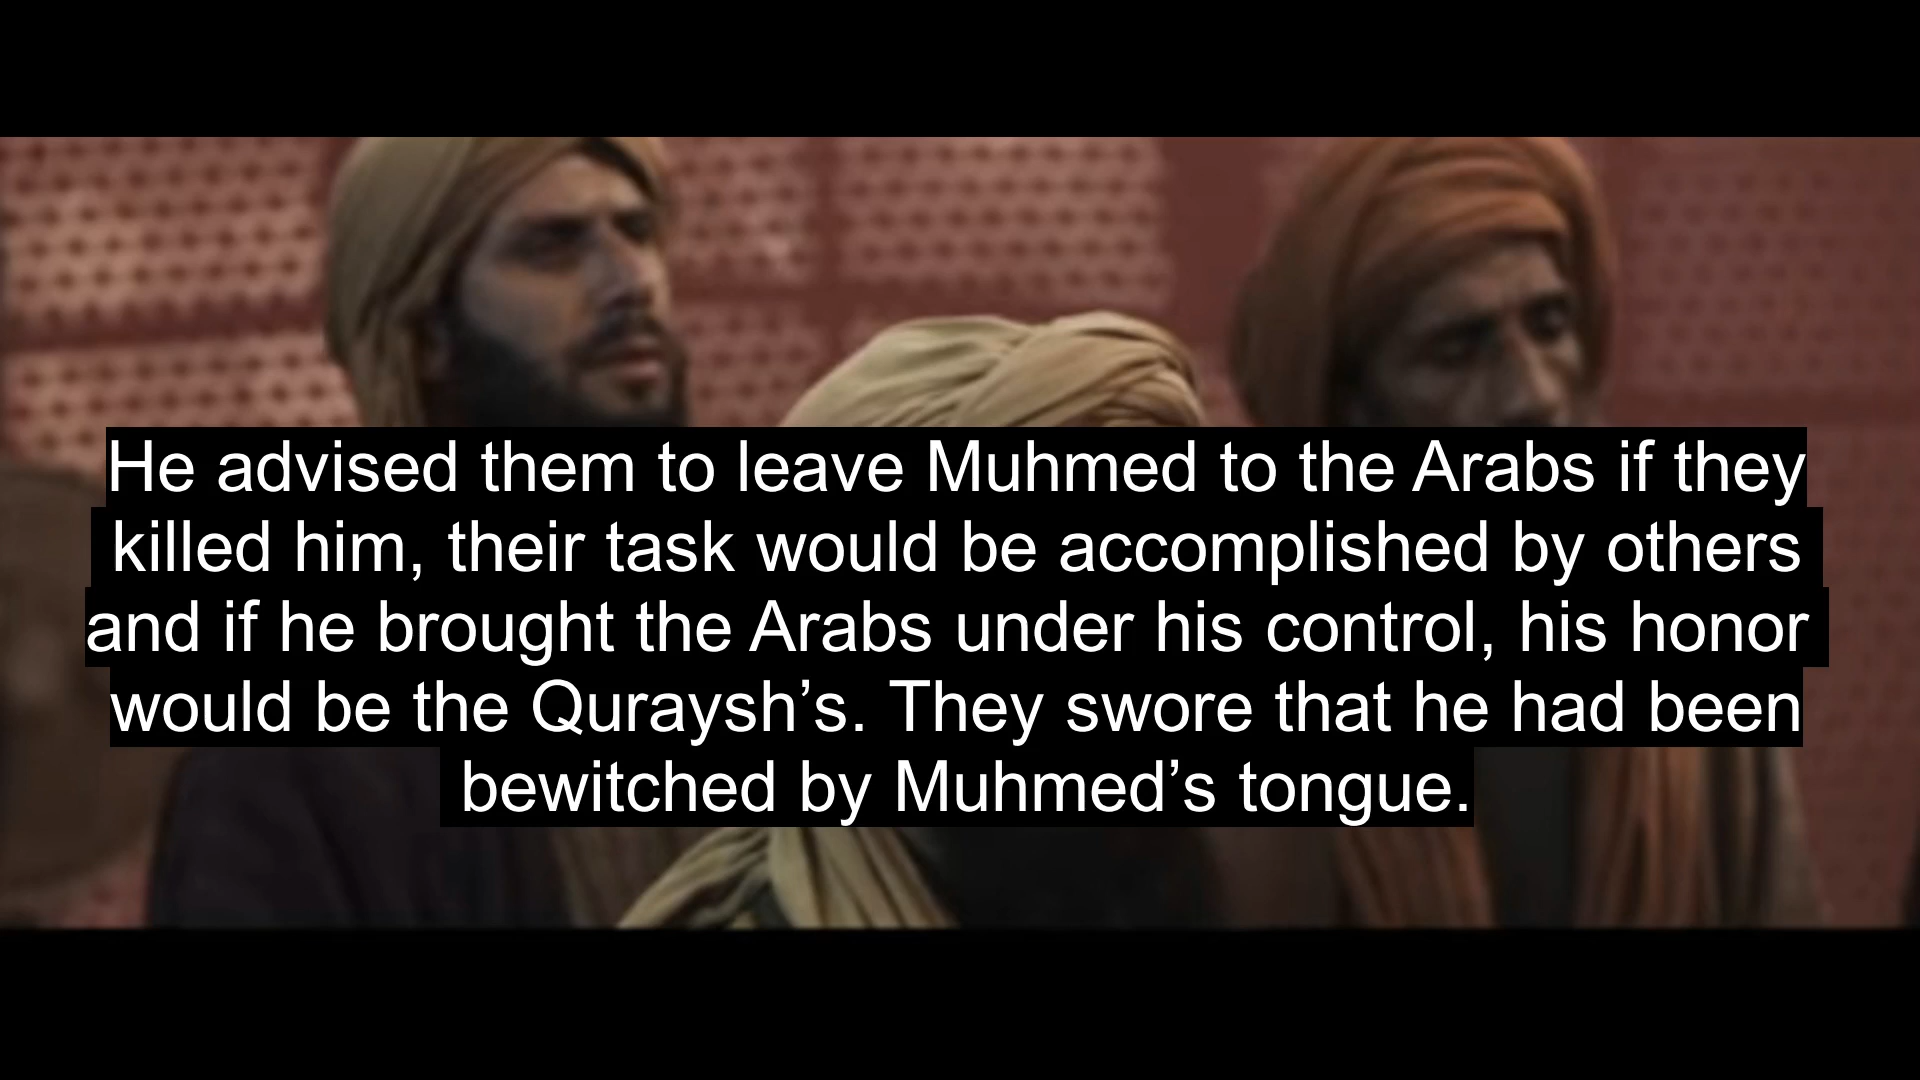 He advised them to leave Muhmed to the Arabs if they
killed him, their task would be accomplished by others
and if he brought the Arabs under his control, his honor
would be the Quraysh’s. They swore that he had been
bewitched by Muhmed’s tongue.